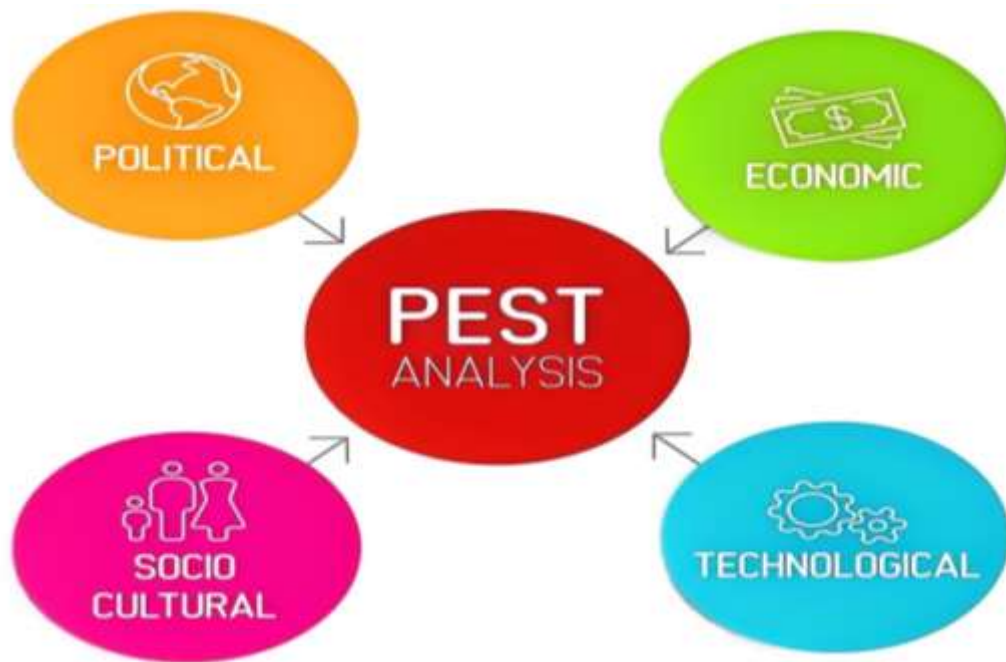 POLITICAL
$
ECONOMIC
PEST
ANALYSIS
SOCIO
CULTURAL
TECHNOLOGICAL